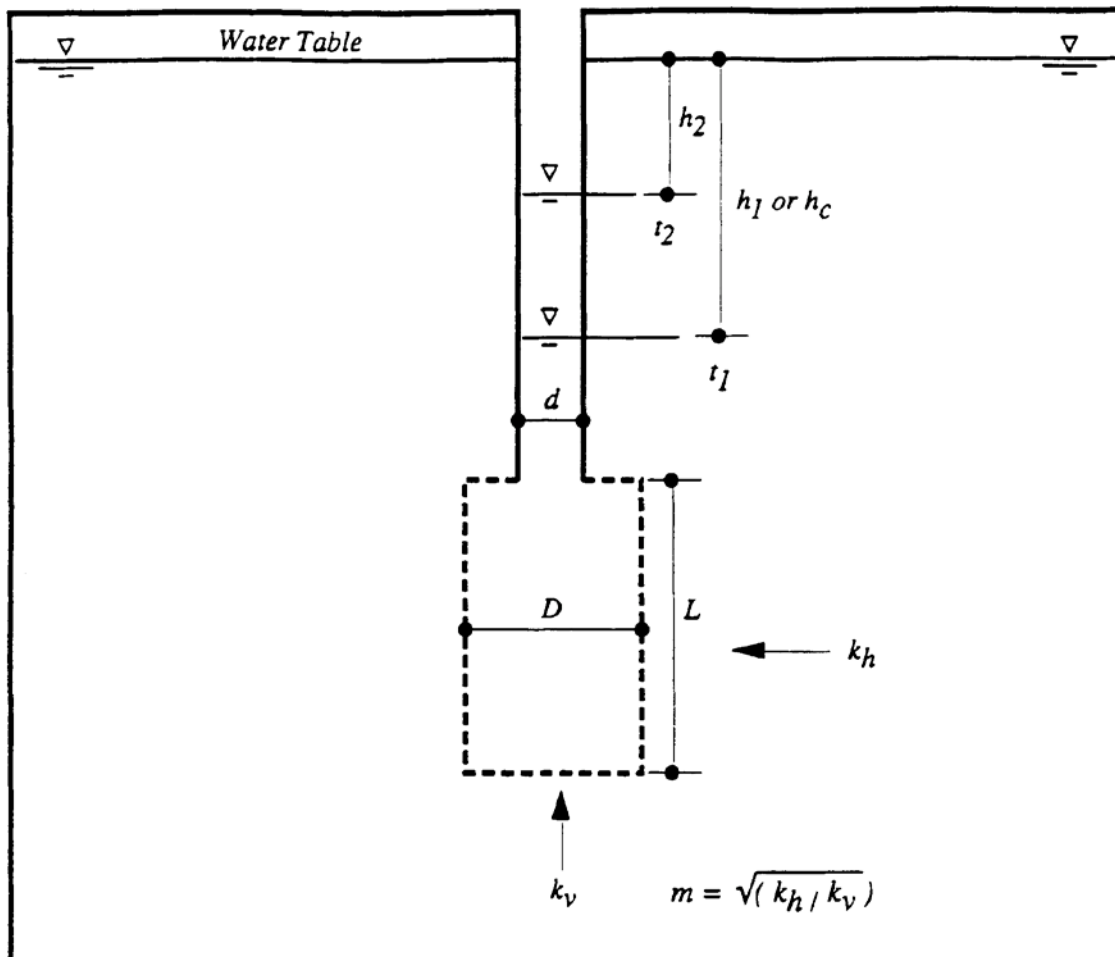 Water Table
h2
h1 or hc
t2
t1
d
D
L
kh
kv
m = √( kh / kv )